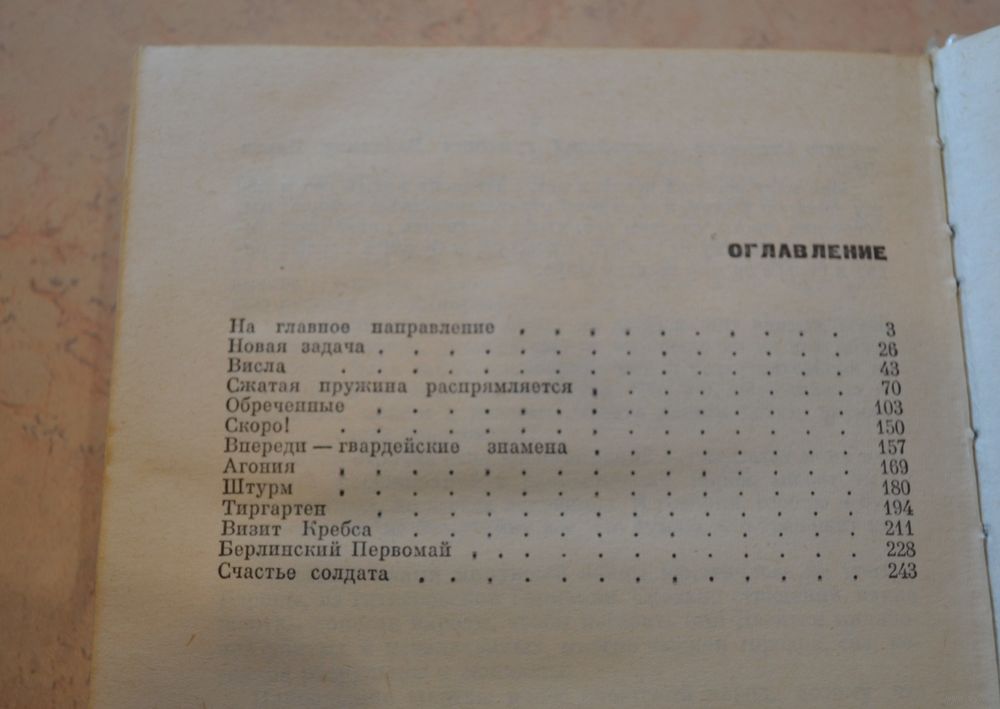 ОГЛАВЛЕНИЕ
На главное направление . . . . . . . . . . 3
Новая задача . . . . . . . . . . . . . . 26
Висла . . . . . . . . . . . . . . . 43
Сжатая пружина распрямляется . . . . . . . . 70
Обреченные . . . . . . . . . . . . . . 103
Скоро! . . . . . . . . . . . . . . . 150
Впереди — гвардейские знамена . . . . . . . . 157
Агония . . . . . . . . . . . . . . . 169
Штурм . . . . . . . . . . . . . . . 180
Тиргартен . . . . . . . . . . . . . . 194
Визит Кребса . . . . . . . . . . . . . 211
Берлинский Первомай . . . . . . . . . . . 228
Счастье солдата . . . . . . . . . . . . . 243